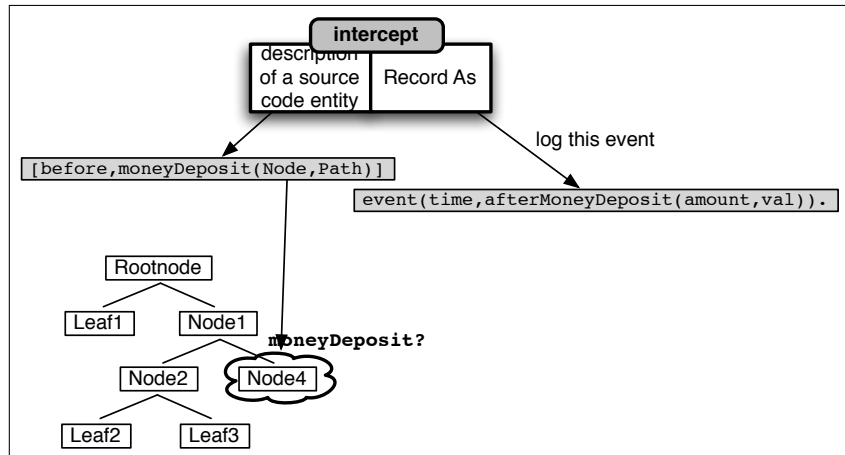 intercept
description
of a source
code entity
Record As
log this event
[before,moneyDeposit(Node,Path)]
event(time,afterMoneyDeposit(amount,val)).
Rootnode
Leaf1
Node1
moneyDeposit?
Node2
Node4
Leaf2
Leaf3